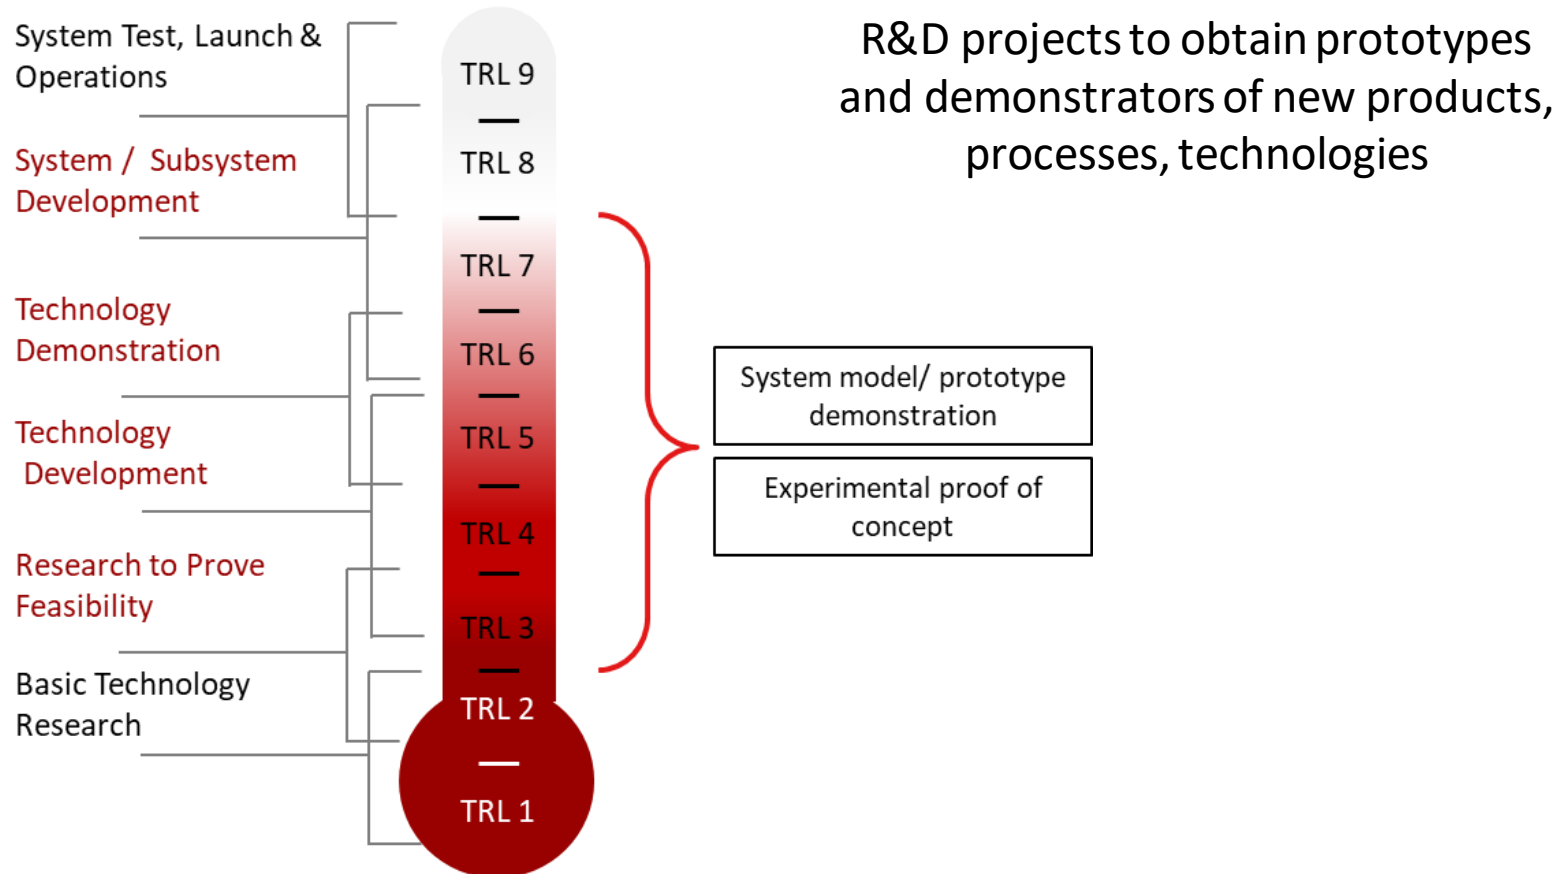 R&D projects to obtain prototypes
and demonstrators of new products,
processes, technologies
System Test, Launch &
Operations
System / Subsystem
Development
Technology
Demonstration
Technology
Development
Research to Prove
Feasibility
Basic Technology
Research
TRL 9
TRL 8
TRL 7
TRL 6
TRL 5
TRL 4
TRL 3
TRL 2
TRL 1
System model/ prototype
demonstration
Experimental proof of
concept